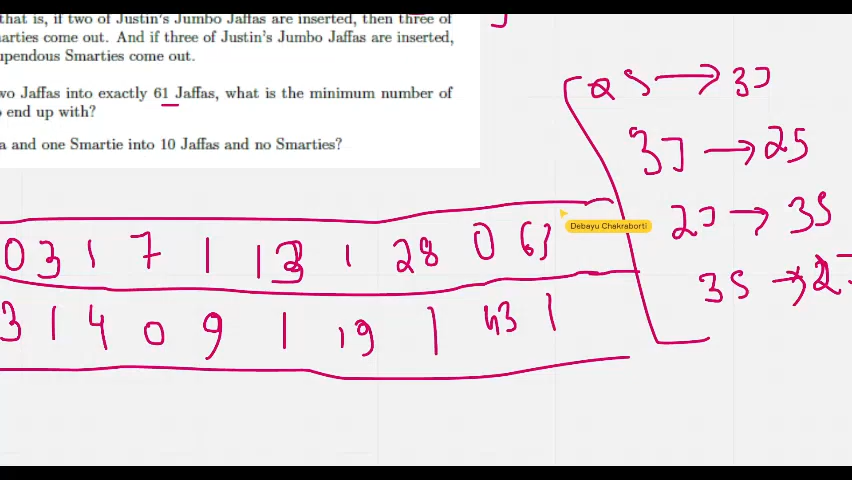 that is, if two of Justin's Jumbo Jaffas are inserted, then three of
arties come out. And if three of Justin's Jumbo Jaffas are inserted,
upendous Smarties come out.
wo Jaffas into exactly 61 Jaffas, what is the minimum number of
o end up with?
a and one Smartie into 10 Jaffas and no Smarties?
2S → 3J
3J → 2S
2J → 3S
3S → 2J
Debayu Chakraborti
0 3 1 7 1 13 1 28 0 63
3 1 4 0 9 1 19 1 43 1